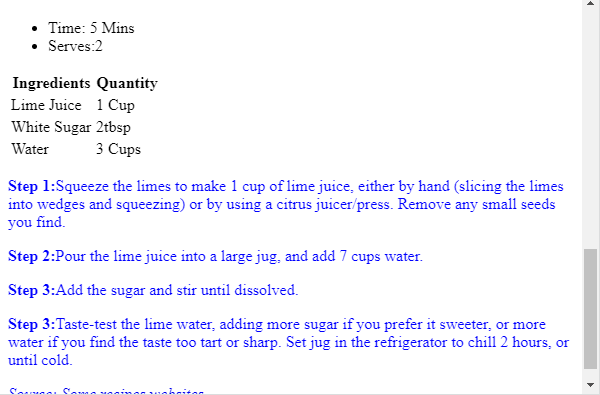 Time: 5 Mins
Serves:2
Ingredients Quantity
Lime Juice 1 Cup
White Sugar 2tbsp
Water 3 Cups
Step 1:Squeeze the limes to make 1 cup of lime juice, either by hand (slicing the limes
into wedges and squeezing) or by using a citrus juicer/press. Remove any small seeds
you find.
Step 2:Pour the lime juice into a large jug, and add 7 cups water.
Step 3:Add the sugar and stir until dissolved.
Step 3:Taste-test the lime water, adding more sugar if you prefer it sweeter, or more
water if you find the taste too tart or sharp. Set jug in the refrigerator to chill 2 hours, or
until cold.
Source: Some recipes websites